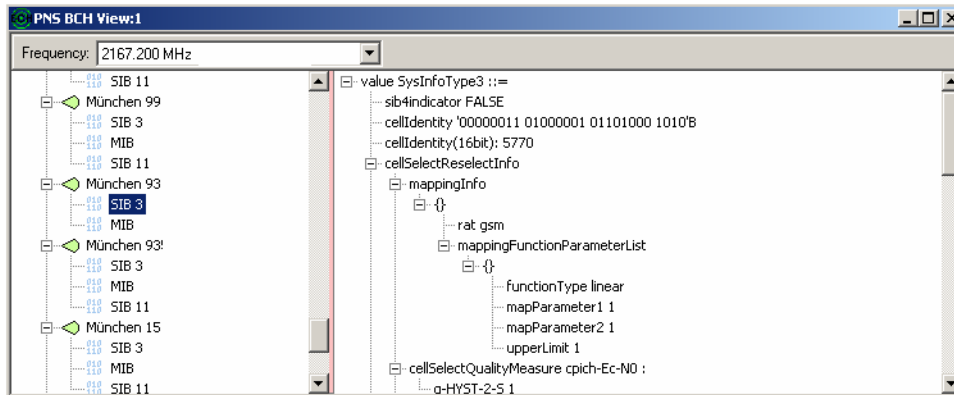 PNS BCH View:1
Frequency: 2167.200 MHz
SIB 11
München 99
SIB 3
MIB
SIB 11
München 93
SIB 3
MIB
München 93!
SIB 3
MIB
SIB 11
München 15
SIB 3
MIB
SIB 11
value SysInfoType3 ::=
sib4indicator FALSE
cellIdentity '00000011 01000001 01101000 1010'B
cellIdentity(16bit): 5770
cellSelectReselectInfo
mappingInfo
{}
rat gsm
mappingFunctionParameterList
{}
functionType linear
mapParameter1 1
mapParameter2 1
upperLimit 1
cellSelectQualityMeasure cpich-Ec-N0 :
q-HYST-2-S 1